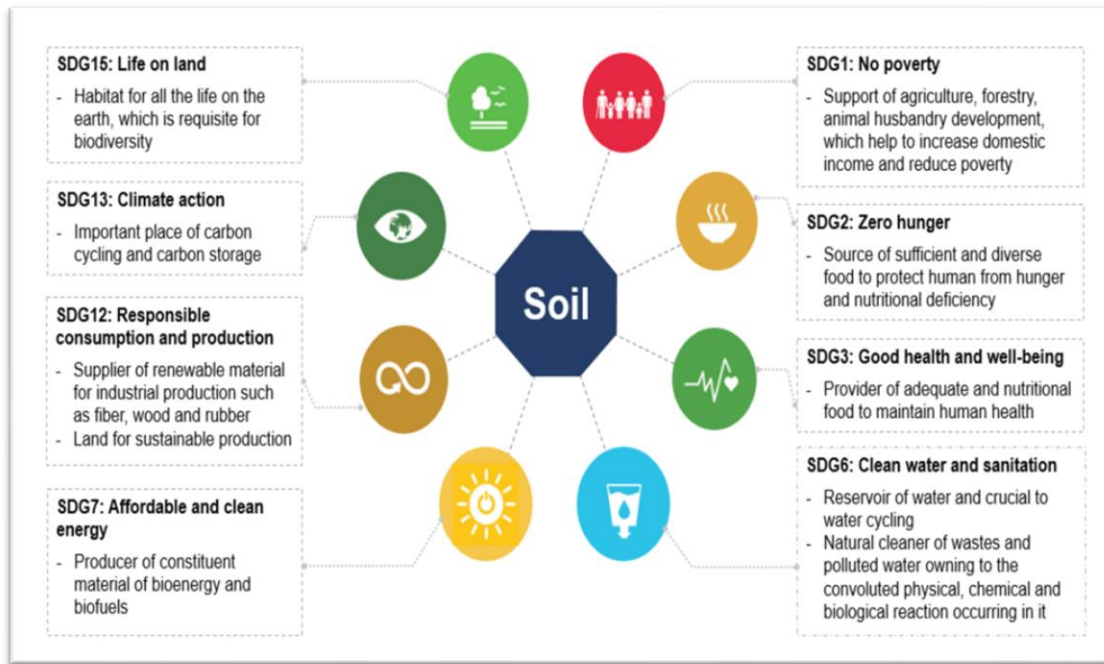 SDG15: Life on land
- Habitat for all the life on the
earth, which is requisite for
biodiversity
SDG13: Climate action
- Important place of carbon
cycling and carbon storage
SDG12: Responsible
consumption and production
- Supplier of renewable material
for industrial production such
as fiber, wood and rubber
- Land for sustainable production
SDG7: Affordable and clean
energy
- Producer of constituent
material of bioenergy and
biofuels
Soil
SDG1: No poverty
- Support of agriculture, forestry,
animal husbandry development,
which help to increase domestic
income and reduce poverty
SDG2: Zero hunger
- Source of sufficient and diverse
food to protect human from hunger
and nutritional deficiency
SDG3: Good health and well-being
- Provider of adequate and nutritional
food to maintain human health
SDG6: Clean water and sanitation
- Reservoir of water and crucial to
water cycling
- Natural cleaner of wastes and
polluted water owning to the
convoluted physical, chemical and
biological reaction occurring in it